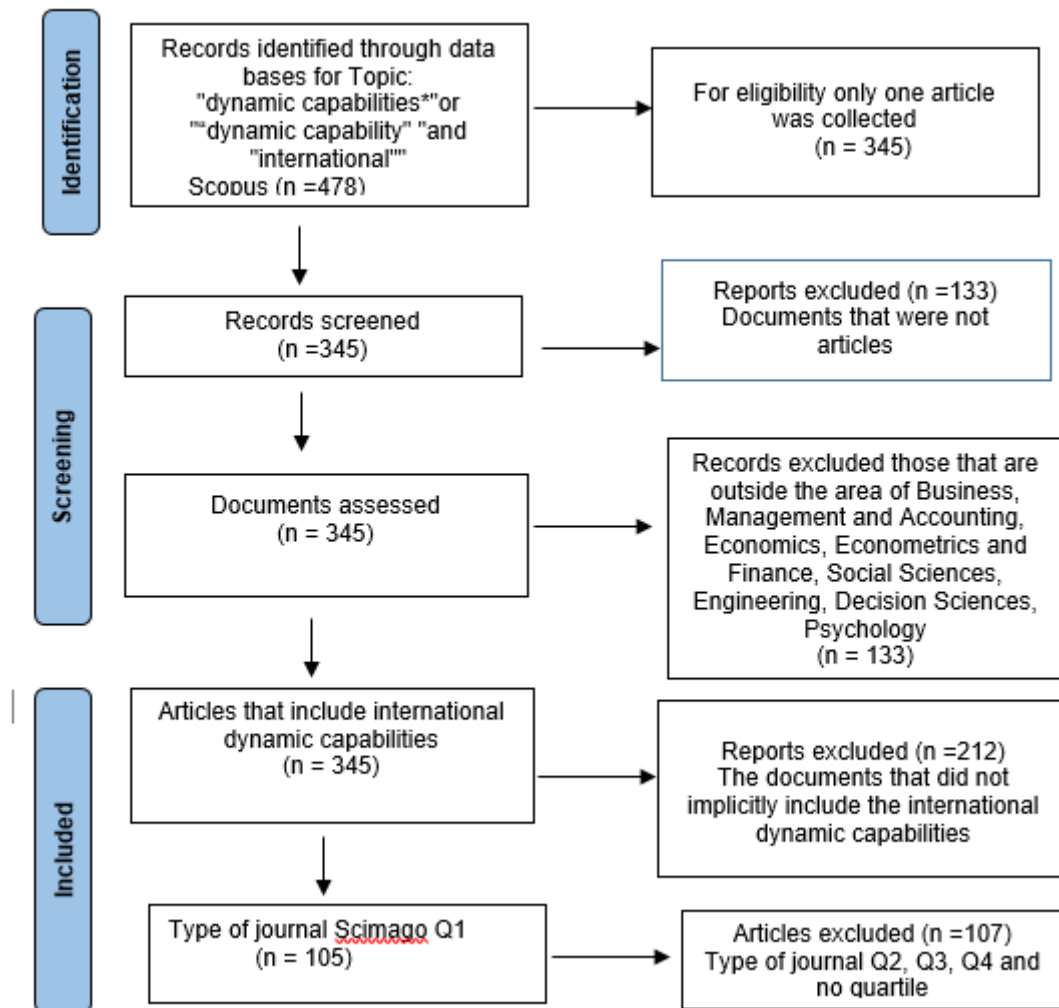 Identification
Records identified through data
bases for Topic:
"dynamic capabilities*"or
"“dynamic capability" "and
"international""
Scopus (n =478)
For eligibility only one article
was collected
(n = 345)
Screening
Records screened
(n =345)
Reports excluded (n =133)
Documents that were not
articles
Documents assessed
(n = 345)
Records excluded those that are
outside the area of Business,
Management and Accounting,
Economics, Econometrics and
Finance, Social Sciences,
Engineering, Decision Sciences,
Psychology
(n = 133)
Included
Articles that include international
dynamic capabilities
(n = 345)
Reports excluded (n =212)
The documents that did not
implicitly include the international
dynamic capabilities
Type of journal Scimago Q1
(n = 105)
Articles excluded (n =107)
Type of journal Q2, Q3, Q4 and
no quartile